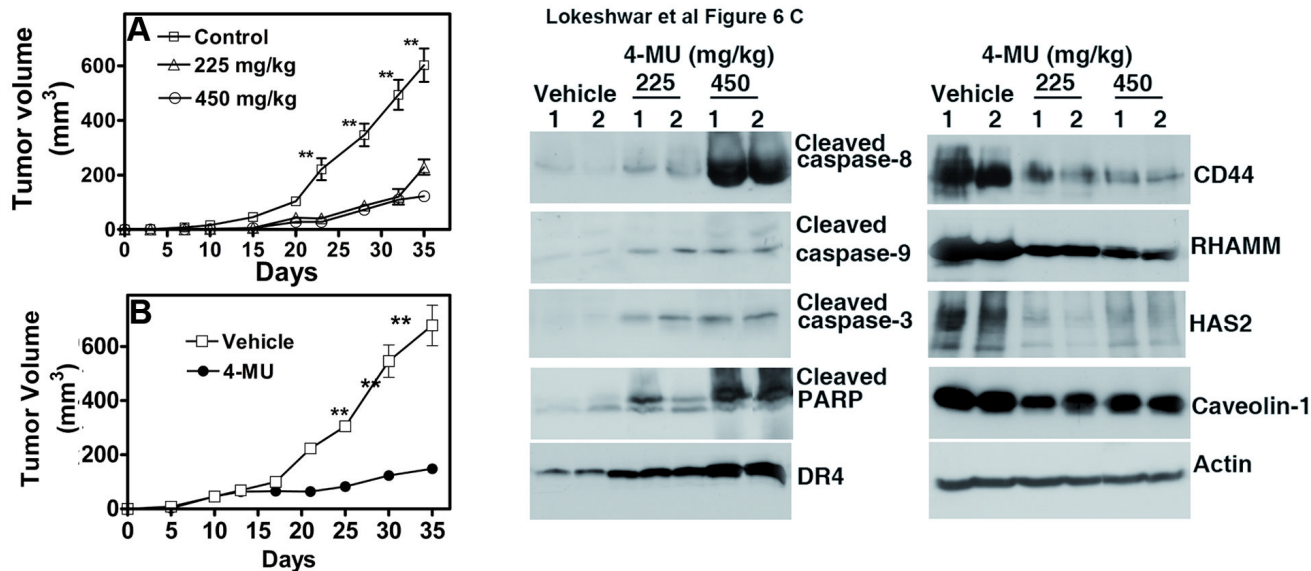 A
Control
225 mg/kg
450 mg/kg
**
**
**
**
Tumor volume
(mm3)
600
400
200
0
0 5 10 15 20 25 30 35
Days
B
Vehicle
4-MU
**
**
**
Tumor Volume
(mm3)
600
400
200
0
0 5 10 15 20 25 30 35
Days
Lokeshwar et al Figure 6 C
4-MU (mg/kg)
Vehicle 225 450
1 2 1 2 1 2
Cleaved
caspase-8
Cleaved
caspase-9
Cleaved
caspase-3
Cleaved
PARP
DR4
4-MU (mg/kg)
Vehicle 225 450
1 2 1 2 1 2
CD44
RHAMM
HAS2
Caveolin-1
Actin